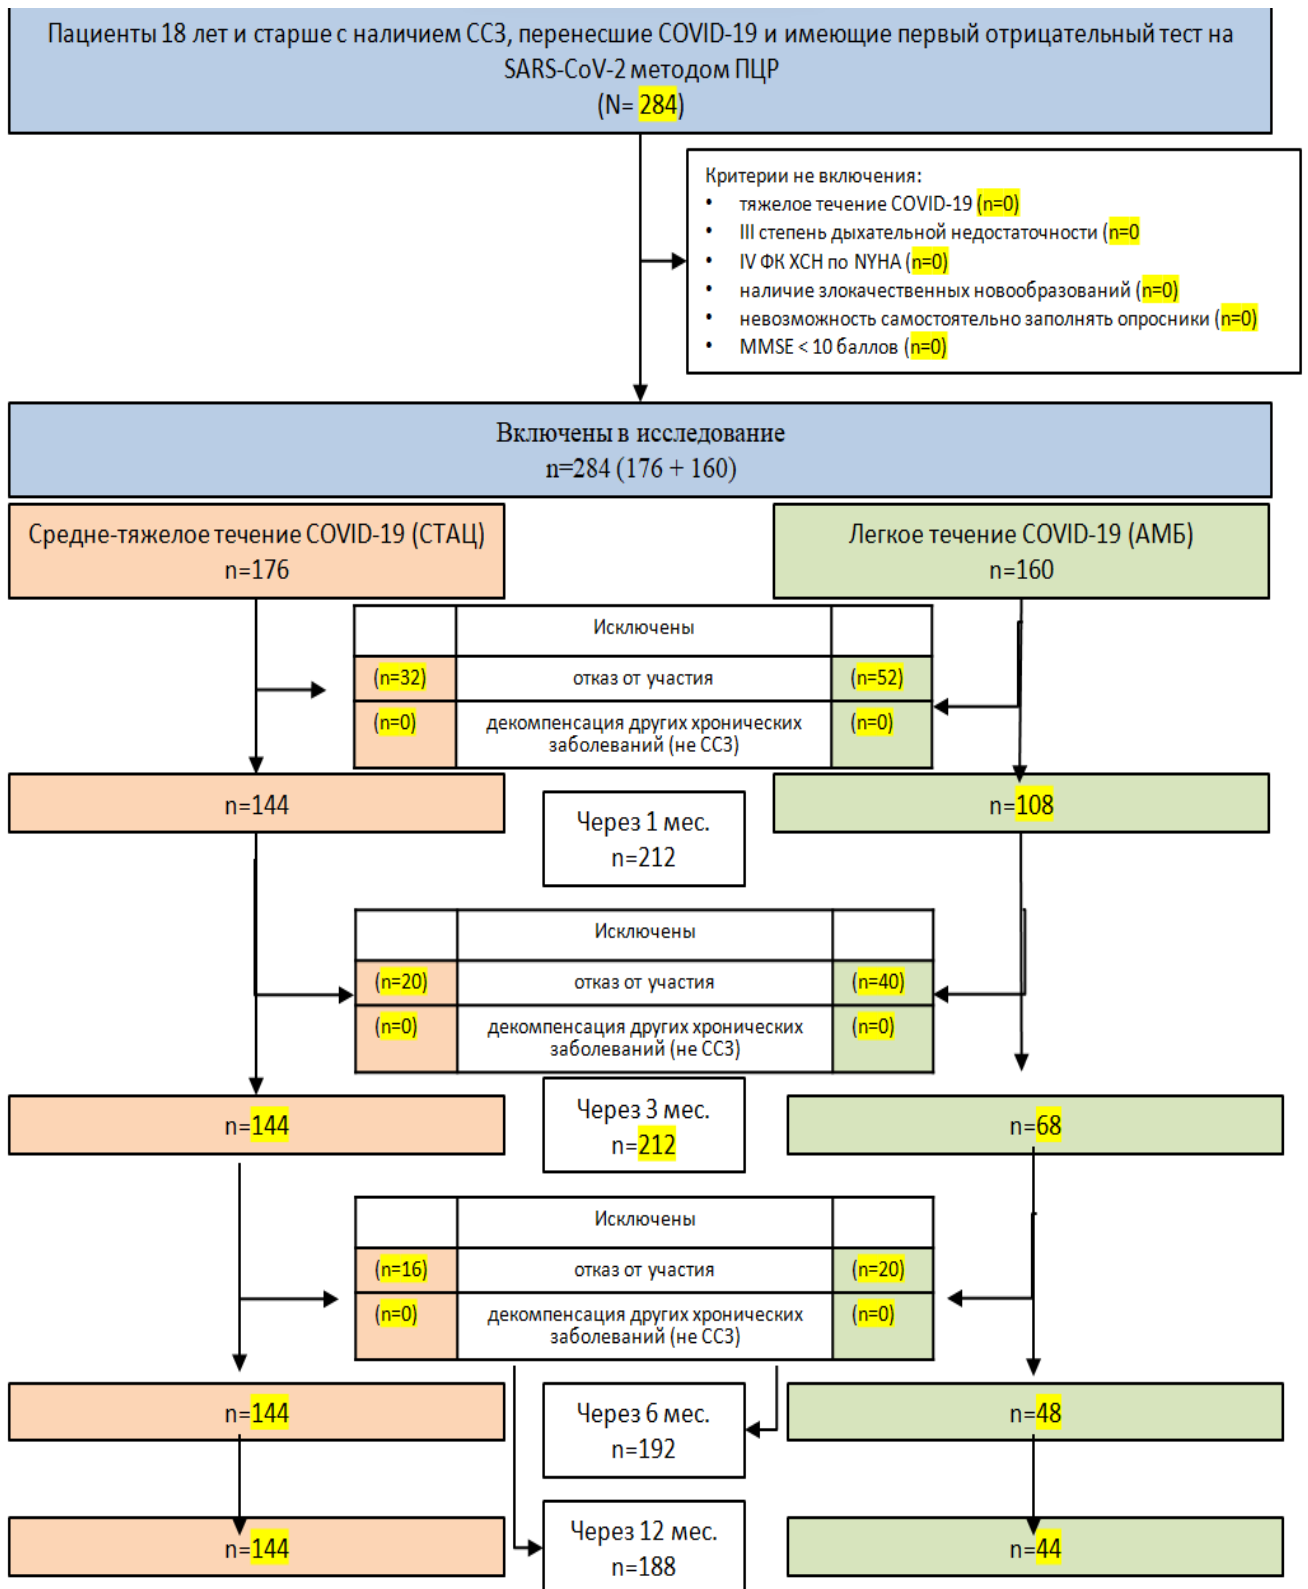 Пациенты 18 лет и старше с наличием ССЗ, перенесшие COVID-19 и имеющие первый отрицательный тест на
SARS-CoV-2 методом ПЦР
(N= 284)
Критерии не включения:
• тяжелое течение COVID-19 (n=0)
• III степень дыхательной недостаточности (n=0
• IV ФК ХСН по NYHA (n=0)
• наличие злокачественных новообразований (n=0)
• невозможность самостоятельно заполнять опросники (n=0)
• MMSE < 10 баллов (n=0)
Включены в исследование
n=284 (176 + 160)
Средне-тяжелое течение COVID-19 (СТАЦ)
n=176
Легкое течение COVID-19 (АМБ)
n=160
Исключены
(n=32) отказ от участия (n=52)
(n=0) декомпенсация других хронических (n=0)
заболеваний (не ССЗ)
n=144
Через 1 мес.
n=212
n=108
Исключены
(n=20) отказ от участия (n=40)
(n=0) декомпенсация других хронических (n=0)
заболеваний (не ССЗ)
n=144
Через 3 мес.
n=212
n=68
Исключены
(n=16) отказ от участия (n=20)
(n=0) декомпенсация других хронических (n=0)
заболеваний (не ССЗ)
n=144
Через 6 мес.
n=192
n=48
n=144
Через 12 мес.
n=188
n=44